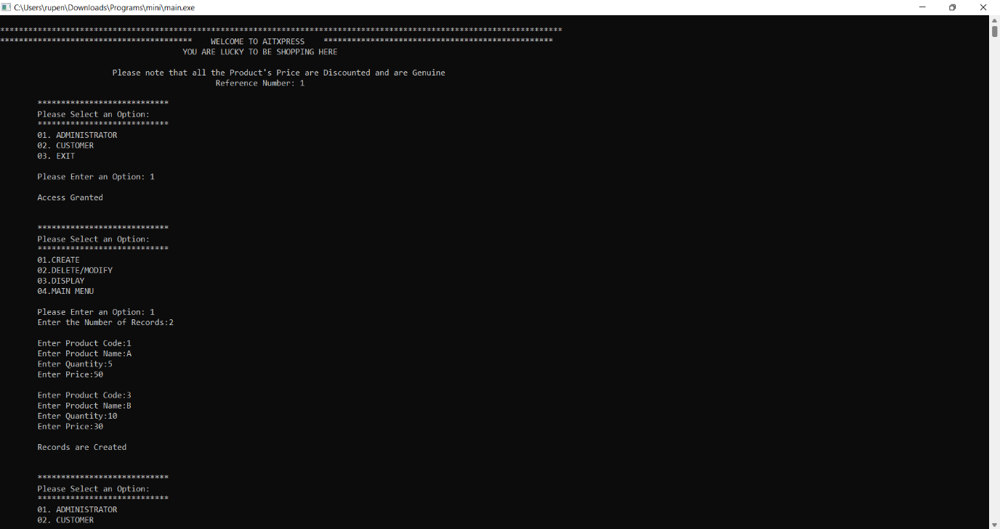 C:\Users\rupen\Downloads\Programs\mini\main.exe
************************************************************************************************************************
***************************************** WELCOME TO AITXPRESS *************************************************
YOU ARE LUCKY TO BE SHOPPING HERE
Please note that all the Product's Price are Discounted and are Genuine
Reference Number: 1
****************************
Please Select an Option:
****************************
01. ADMINISTRATOR
02. CUSTOMER
03. EXIT
Please Enter an Option: 1
Access Granted
****************************
Please Select an Option:
****************************
01.CREATE
02.DELETE/MODIFY
03.DISPLAY
04.MAIN MENU
Please Enter an Option: 1
Enter the Number of Records:2
Enter Product Code:1
Enter Product Name:A
Enter Quantity:5
Enter Price:50
Enter Product Code:3
Enter Product Name:B
Enter Quantity:10
Enter Price:30
Records are Created
****************************
Please Select an Option:
****************************
01. ADMINISTRATOR
02. CUSTOMER